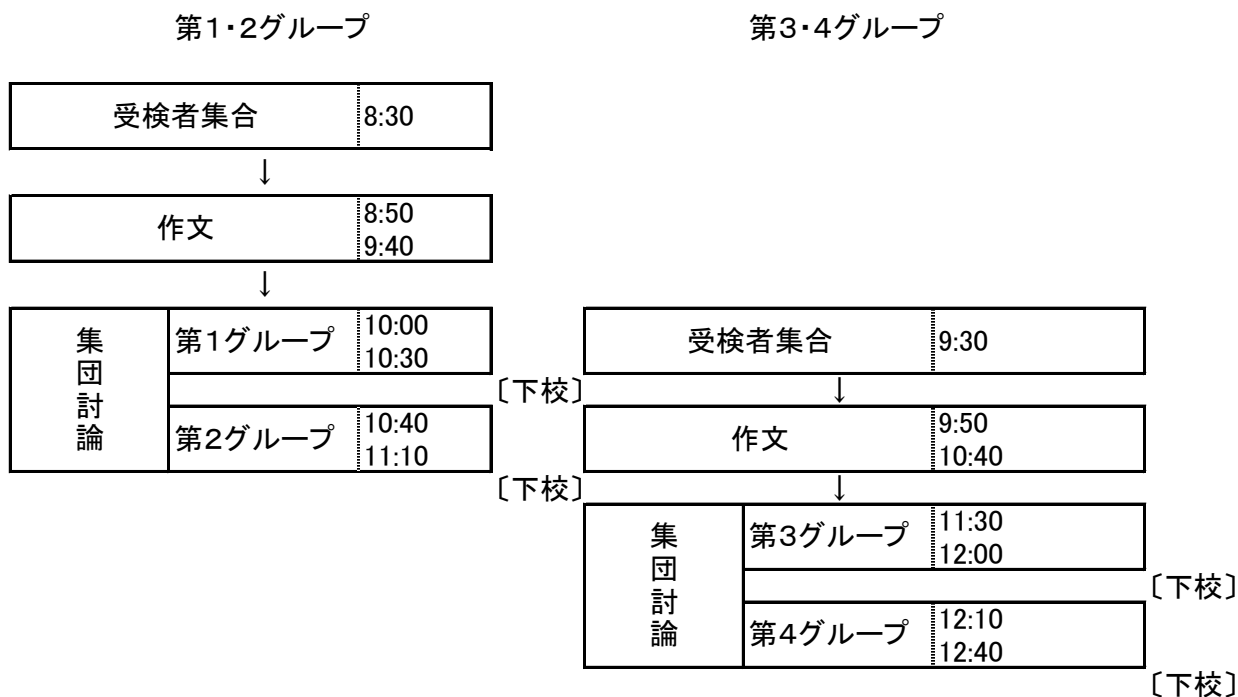 第1・2グループ
受検者集合 8:30
↓
作文 8:50
9:40
↓
集団討論
第1グループ 10:00
10:30
〔下校〕
第2グループ 10:40
11:10
〔下校〕
第3・4グループ
受検者集合 9:30
↓
作文 9:50
10:40
↓
集団討論
第3グループ 11:30
12:00
〔下校〕
第4グループ 12:10
12:40
〔下校〕